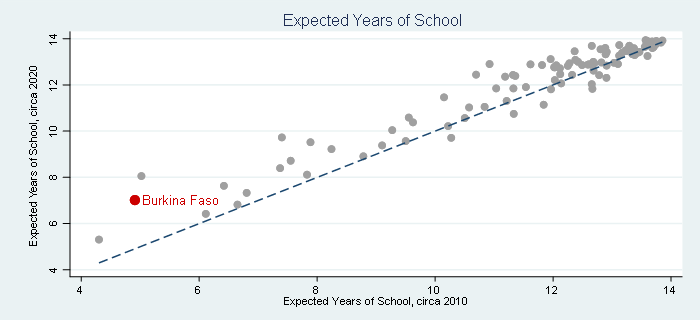 Expected Years of School
Expected Years of School, circa 2020
14
12
10
8
6
4
Burkina Faso
4 6 8 10 12 14
Expected Years of School, circa 2010